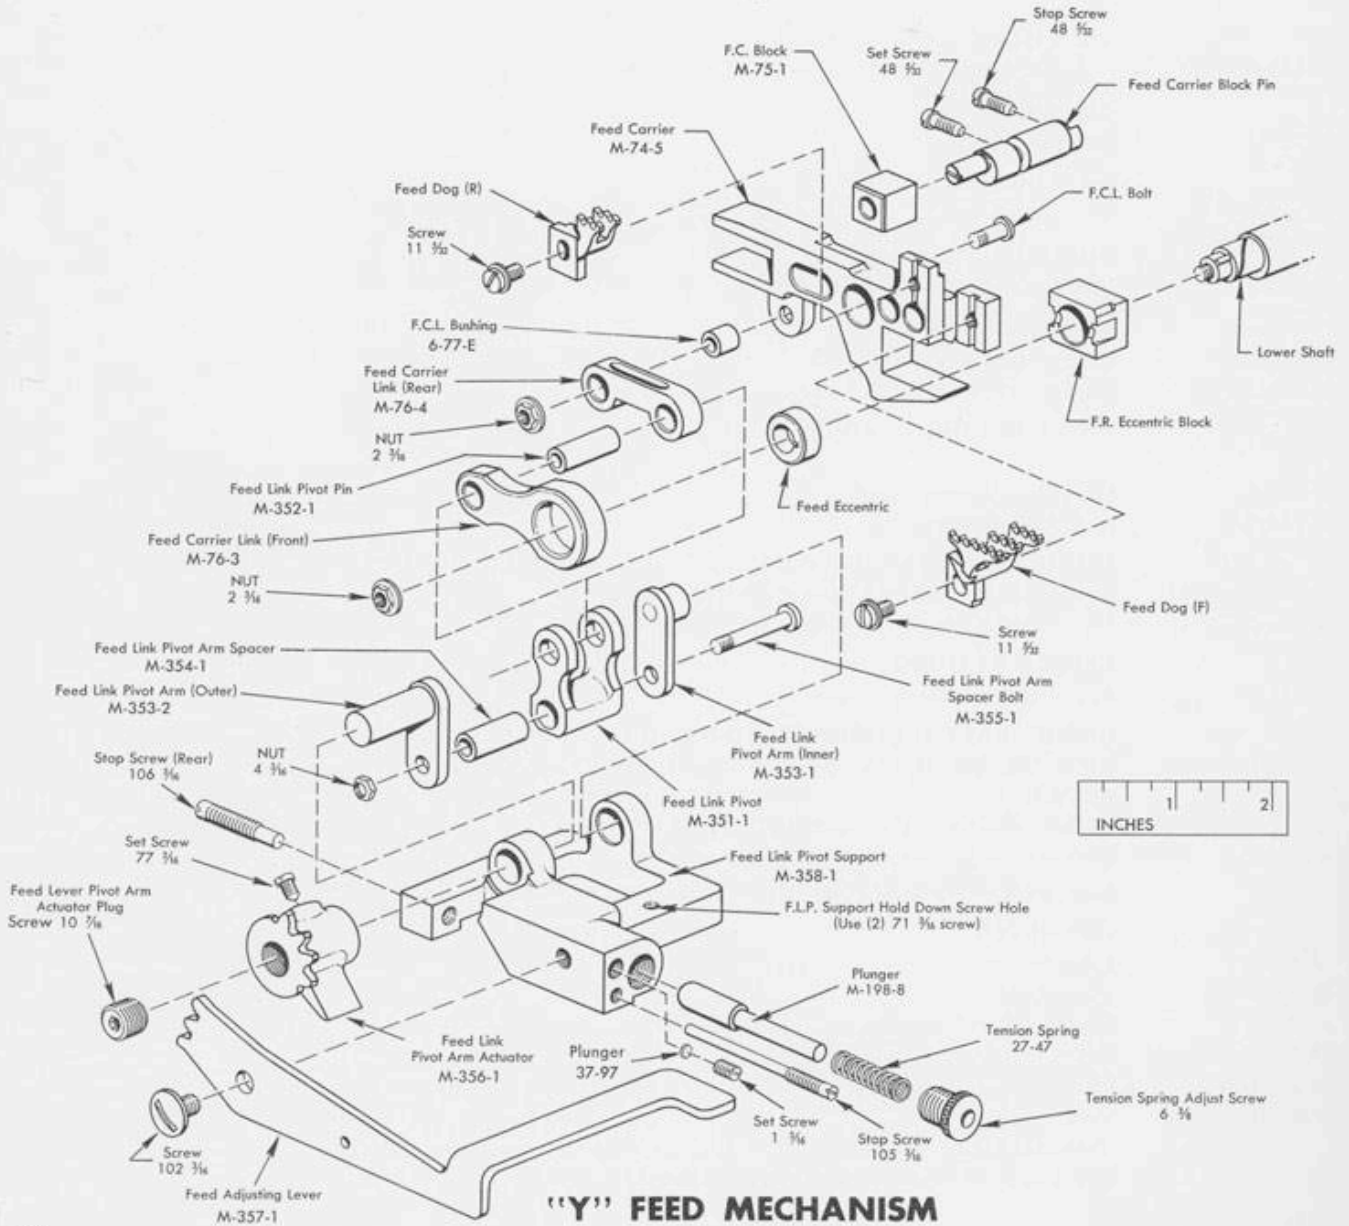 Stop Screw
48 3/32
F.C. Block
M-75-1
Set Screw
48 3/32
Feed Carrier Block Pin
Feed Carrier
M-74-5
Feed Dog (R)
F.C.L. Bolt
Screw
11 3/32
F.C.L. Bushing
6-77-E
Lower Shaft
Feed Carrier
Link (Rear)
M-76-4
F.R. Eccentric Block
NUT
2 3/16
Feed Link Pivot Pin
M-352-1
Feed Eccentric
Feed Carrier Link (Front)
M-76-3
NUT
2 3/16
Feed Dog (F)
Screw
11 3/32
Feed Link Pivot Arm Spacer
M-354-1
Feed Link Pivot Arm (Outer)
M-353-2
Feed Link Pivot Arm
Spacer Bolt
M-355-1
Feed Link
Pivot Arm (Inner)
M-353-1
Stop Screw (Rear)
106 3/16
NUT
4 3/16
Feed Link Pivot
M-351-1
1 2
INCHES
Set Screw
77 3/16
Feed Link Pivot Support
M-358-1
Feed Lever Pivot Arm
Actuator Plug
Screw 10 7/16
F.L.P. Support Hold Down Screw Hole
(Use (2) 71 3/16 screw)
Plunger
M-198-8
Feed Link
Pivot Arm Actuator
M-356-1
Plunger
37-97
Tension Spring
27-47
Tension Spring Adjust Screw
6 3/8
Set Screw
1 3/16
Stop Screw
105 3/16
Screw
102 3/16
Feed Adjusting Lever
M-357-1
"Y" FEED MECHANISM